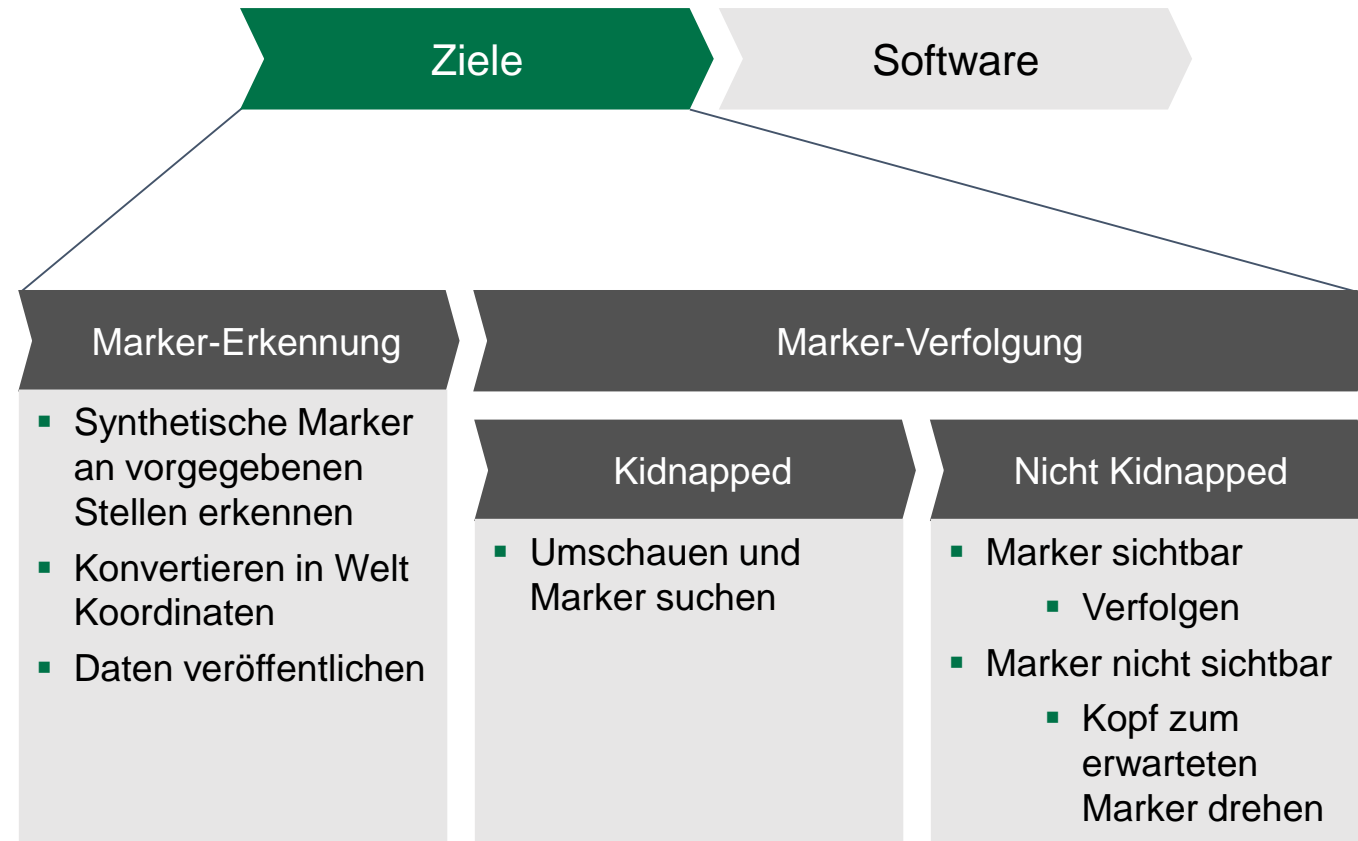 Ziele
Software
Marker-Erkennung
Synthetische Marker
an vorgegebenen
Stellen erkennen
Konvertieren in Welt
Koordinaten
Daten veröffentlichen
Marker-Verfolgung
Kidnapped
Umschauen und
Marker suchen
Nicht Kidnapped
Marker sichtbar
Verfolgen
Marker nicht sichtbar
Kopf zum
erwarteten
Marker drehen